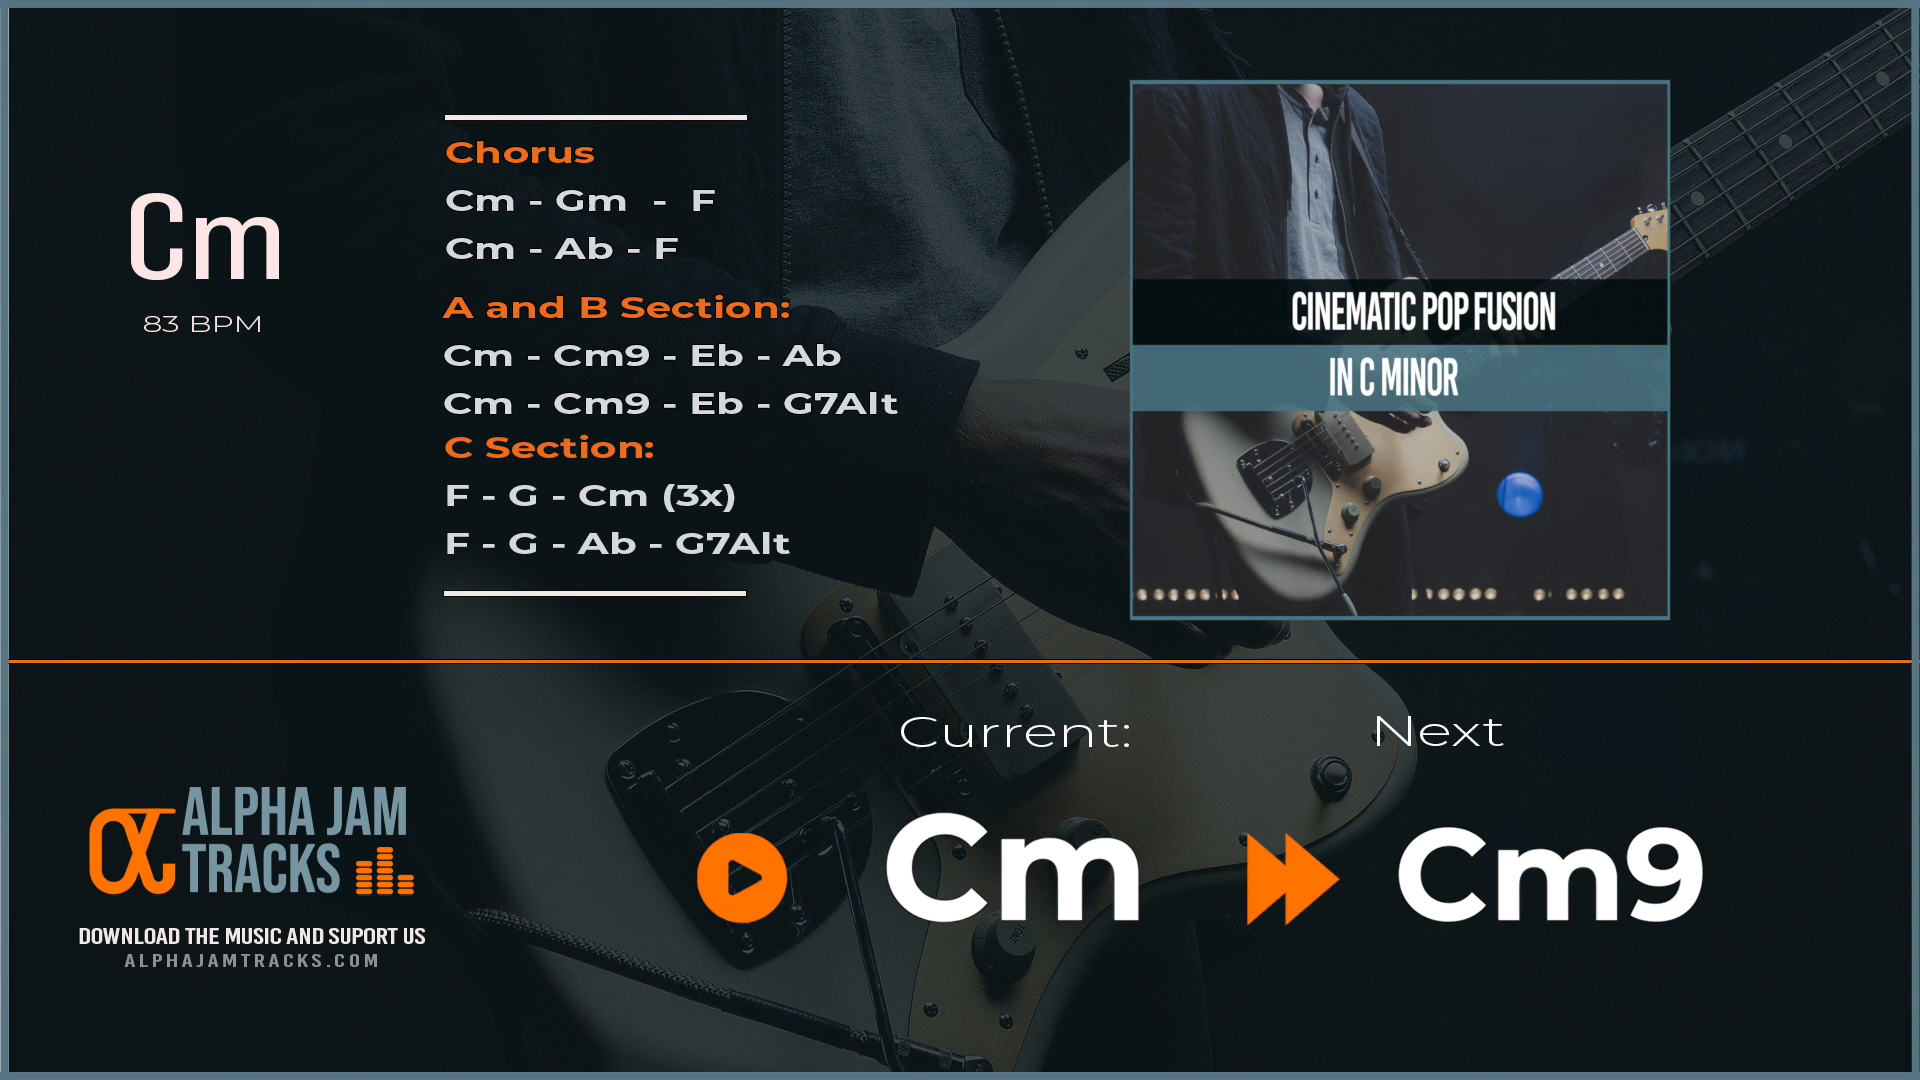 Cm
83 BPM
Chorus
Cm - Gm - F
Cm - Ab - F
A and B Section:
Cm - Cm9 - Eb - Ab
Cm - Cm9 - Eb - G7Alt
C Section:
F - G - Cm (3x)
F - G - Ab - G7Alt
CINEMATIC POP FUSION
IN C MINOR
Current:
Next
Cm
Cm9
ALPHA JAM
TRACKS
DOWNLOAD THE MUSIC AND SUPORT US
ALPHAJAMTRACKS.COM
TONE